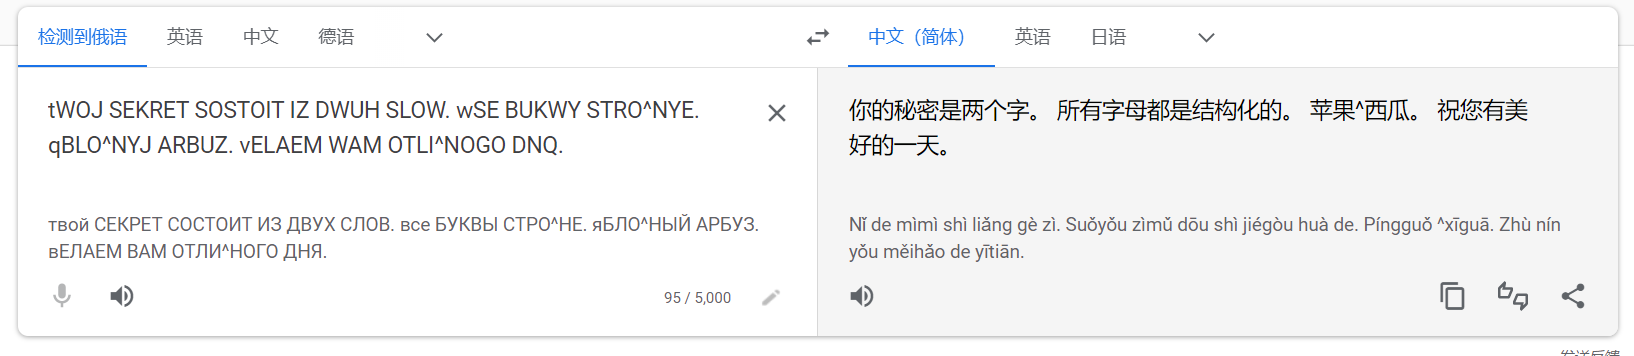 检测到俄语 英语 中文 德语 中文（简体） 英语 日语
tWOJ SEKRET SOSTOIT IZ DWUH SLOW. wSE BUKWY STRO^NYE.
qBLO^NYJ ARBUZ. vELAEM WAM OTLI^NOGO DNQ.
твой СЕКРЕТ СОСТОИТ ИЗ ДВУХ СЛОВ. все БУКВЫ СТРО^НЕ. яБЛО^НЫЙ АРБУЗ.
вЕЛАЕМ ВАМ ОТЛИ^НОГО ДНЯ.
95 / 5,000
你的秘密是两个字。 所有字母都是结构化的。 苹果^西瓜。 祝您有美
好的一天。
Nǐ de mìmì shì liǎng gè zì. Suǒyǒu zìmǔ dōu shì jiégòu huà de. Píngguǒ ^xīguā. Zhù nín
yǒu měihǎo de yītiān.
发送反馈